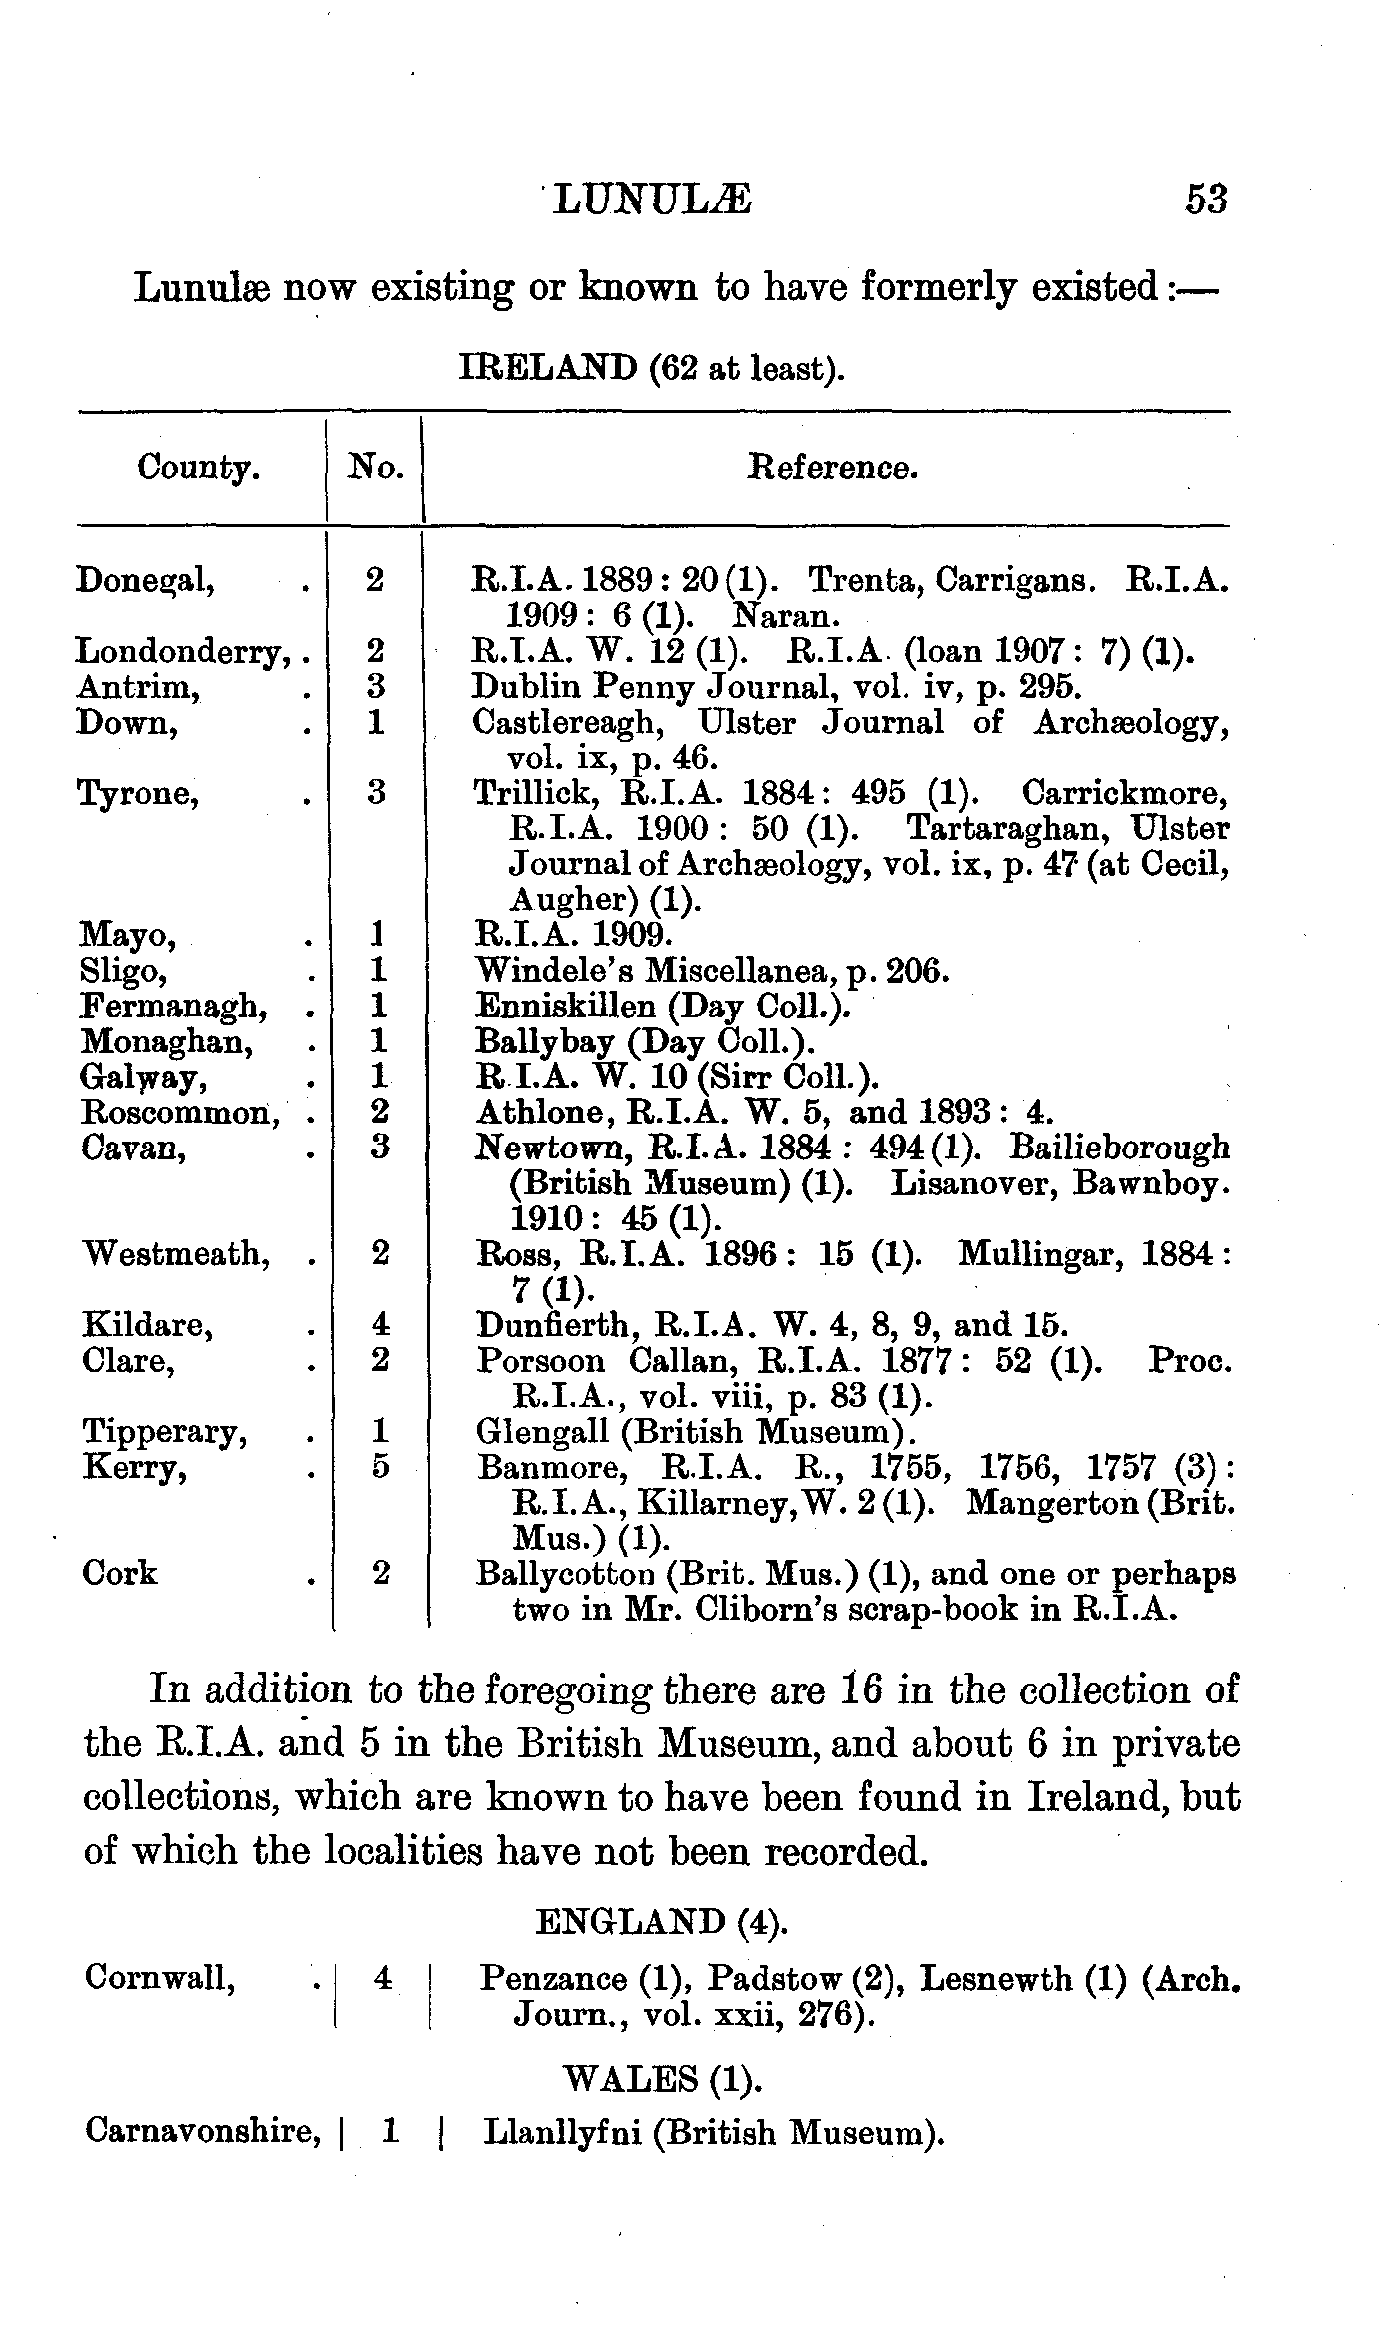 LUNULÆ 53
Lunulæ now existing or known to have formerly existed:—
IRELAND (62 at least).
County. No. Reference.
Donegal, . 2 R.I.A. 1889: 20 (1). Trenta, Carrigans. R.I.A.
1909: 6 (1). Naran.
Londonderry, . 2 R.I.A. W. 12 (1). R.I.A. (loan 1907: 7) (1).
Antrim, . 3 Dublin Penny Journal, vol. iv, p. 295.
Down, . 1 Castlereagh, Ulster Journal of Archæology,
vol. ix, p. 46.
Tyrone, . 3 Trillick, R.I.A. 1884: 495 (1). Carrickmore,
R.I.A. 1900: 50 (1). Tartaraghan, Ulster
Journal of Archæology, vol. ix, p. 47 (at Cecil,
Augher) (1).
Mayo, . 1 R.I.A. 1909.
Sligo, . 1 Windele's Miscellanea, p. 206.
Fermanagh, . 1 Enniskillen (Day Coll.).
Monaghan, . 1 Ballybay (Day Coll.).
Galway, . 1 R.I.A. W. 10 (Sirr Coll.).
Roscommon, . 2 Athlone, R.I.A. W. 5, and 1893: 4.
Cavan, . 3 Newtown, R.I.A. 1884: 494 (1). Bailieborough
(British Museum) (1). Lisanover, Bawnboy.
1910: 45 (1).
Westmeath, . 2 Ross, R.I.A. 1896: 15 (1). Mullingar, 1884:
7 (1).
Kildare, . 4 Dunfierth, R.I.A. W. 4, 8, 9, and 15.
Clare, . 2 Porsoon Callan, R.I.A. 1877: 52 (1). Proc.
R.I.A., vol. viii, p. 83 (1).
Tipperary, . 1 Glengall (British Museum).
Kerry, . 5 Banmore, R.I.A. R., 1755, 1756, 1757 (3):
R.I.A., Killarney, W. 2 (1). Mangerton (Brit.
Mus.) (1).
Cork . 2 Ballycotton (Brit. Mus.) (1), and one or perhaps
two in Mr. Cliborn's scrap-book in R.I.A.
In addition to the foregoing there are 16 in the collection of
the R.I.A. and 5 in the British Museum, and about 6 in private
collections, which are known to have been found in Ireland, but
of which the localities have not been recorded.
ENGLAND (4).
Cornwall, . 4 Penzance (1), Padstow (2), Lesnewth (1) (Arch.
Journ., vol. xxii, 276).
WALES (1).
Carnavonshire, 1 Llanllyfni (British Museum).